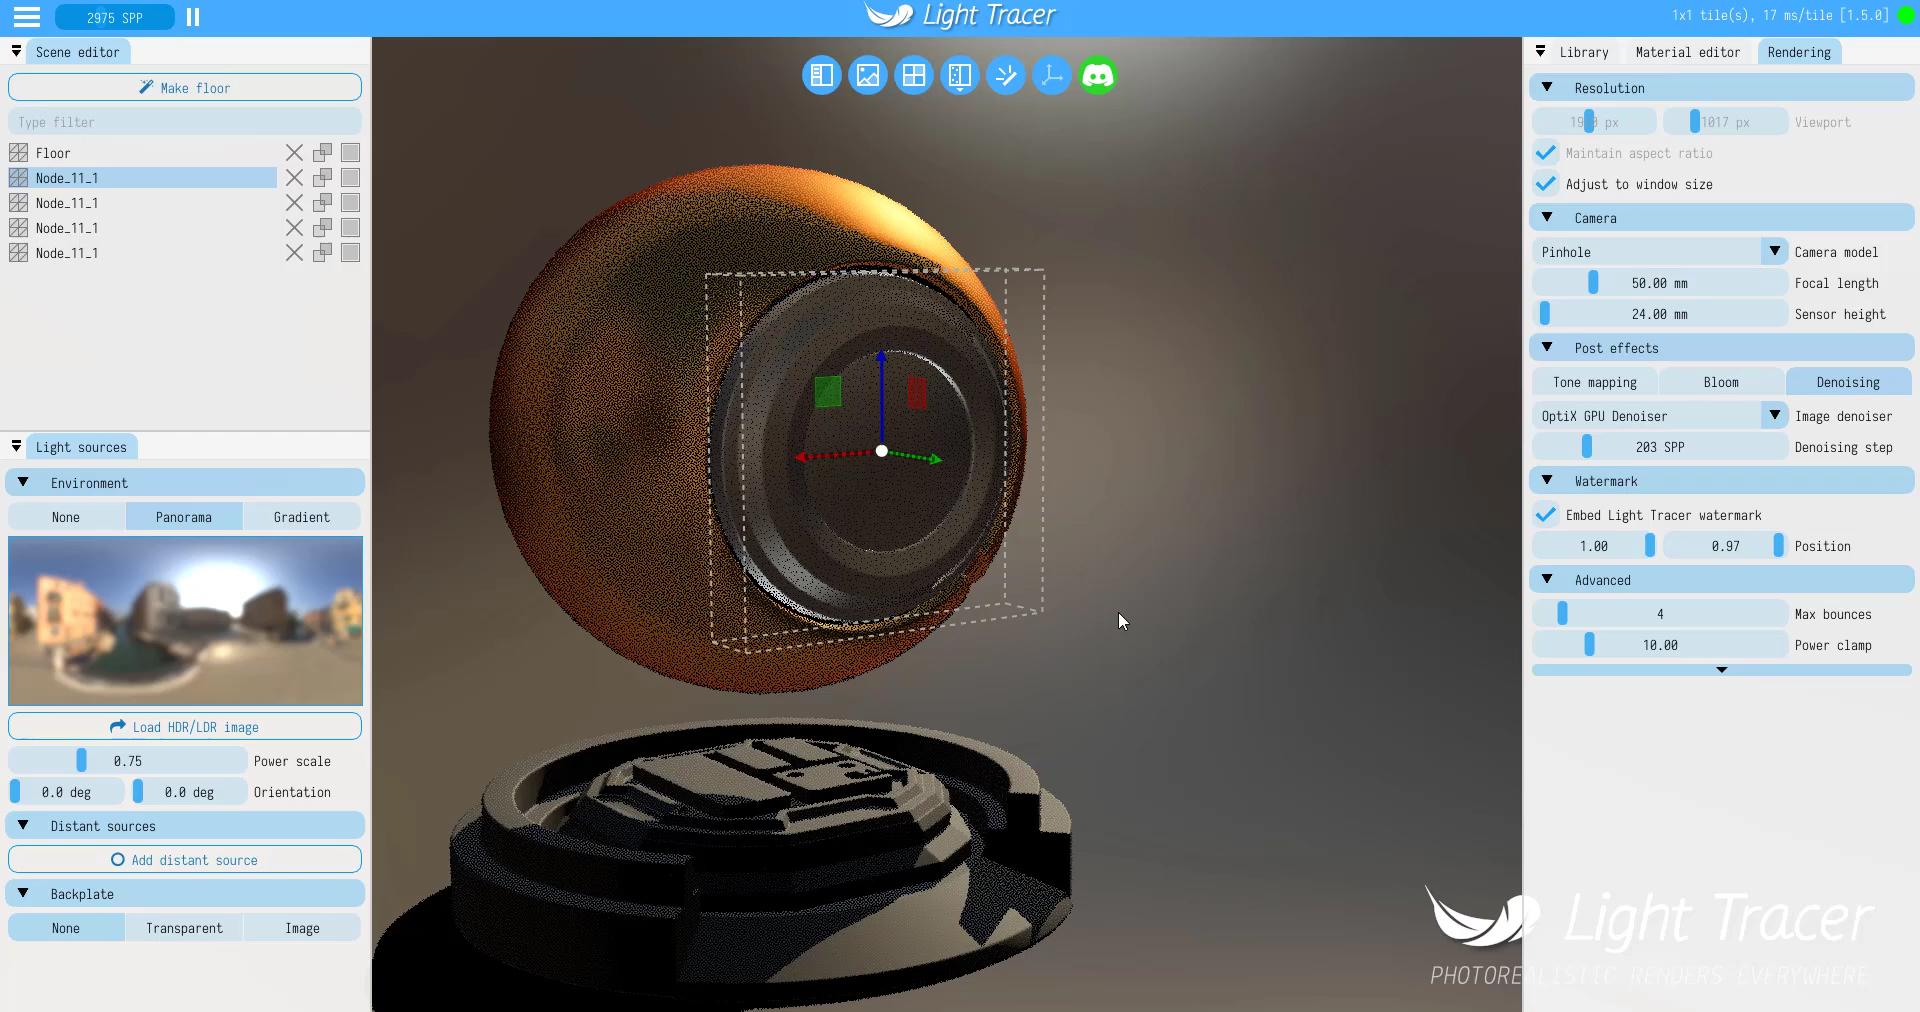 2975 SPP
Light Tracer
1x1 tile(s), 17 ms/tile [1.5.0]
Scene editor
Make floor
Type filter
Floor
Node_11_1
Node_11_1
Node_11_1
Node_11_1
Light sources
Environment
None
Panorama
Gradient
Load HDR/LDR image
0.75
Power scale
0.0 deg
0.0 deg
Orientation
Distant sources
Add distant source
Backplate
None
Transparent
Image
Library
Material editor
Rendering
Resolution
px
1017 px
Viewport
Maintain aspect ratio
Adjust to window size
Camera
Pinhole
Camera model
50.00 mm
Focal length
24.00 mm
Sensor height
Post effects
Tone mapping
Bloom
Denoising
OptiX GPU Denoiser
Image denoiser
203 SPP
Denoising step
Watermark
Embed Light Tracer watermark
1.00
0.97
Position
Advanced
4
Max bounces
10.00
Power clamp
Light Tracer
PHOTOREALISTIC RENDERS EVERYWHERE